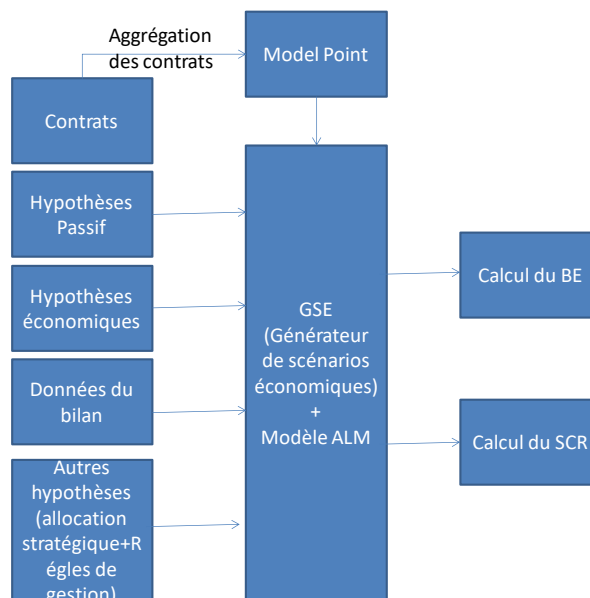 Aggrégation
des contrats
Model Point
Contrats
Hypothèses
Passif
Hypothèses
économiques
Données du
bilan
Autres
hypothèses
(allocation
stratégique+R
égles de
gestion)
GSE
(Générateur
de scénarios
économiques)
+
Modèle ALM
Calcul du BE
Calcul du SCR